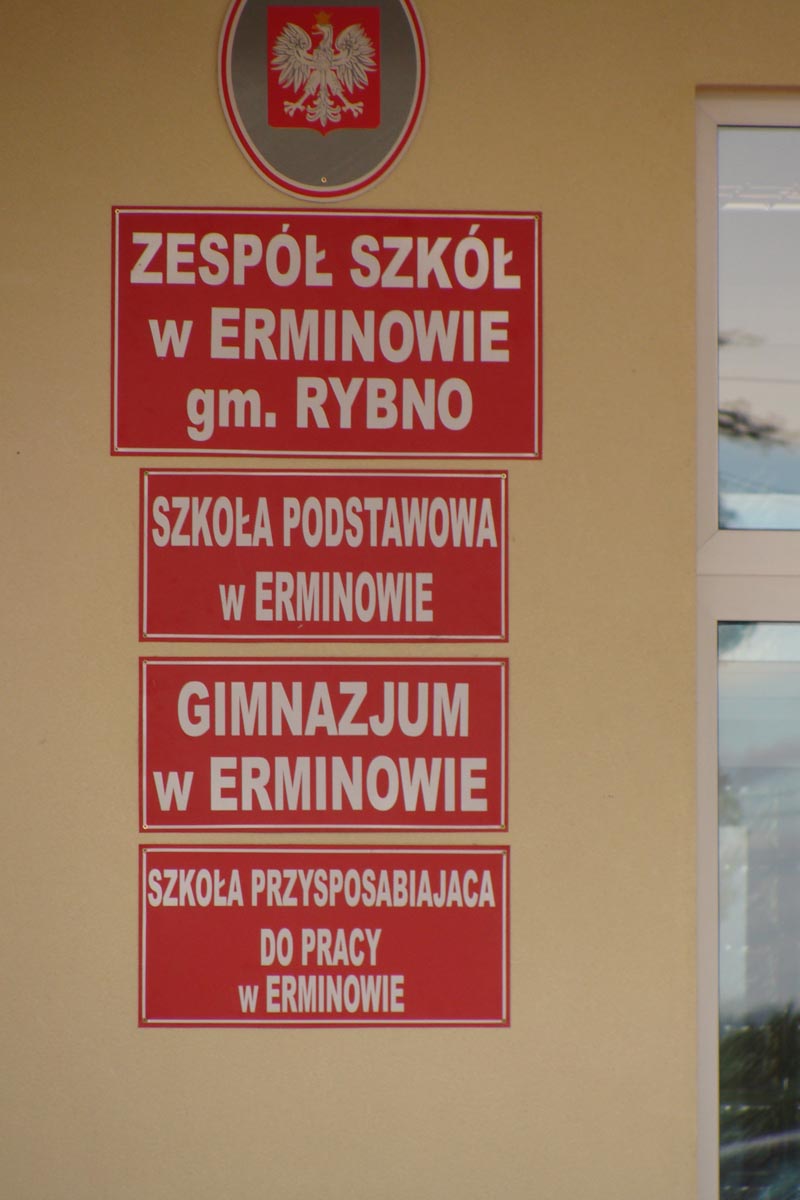 ZESPÓŁ SZKÓŁ
w ERMINOWIE
gm. RYBNO
SZKOŁA PODSTAWOWA
w ERMINOWIE
GIMNAZJUM
w ERMINOWIE
SZKOŁA PRZYSPOSABIAJACA
DO PRACY
w ERMINOWIE